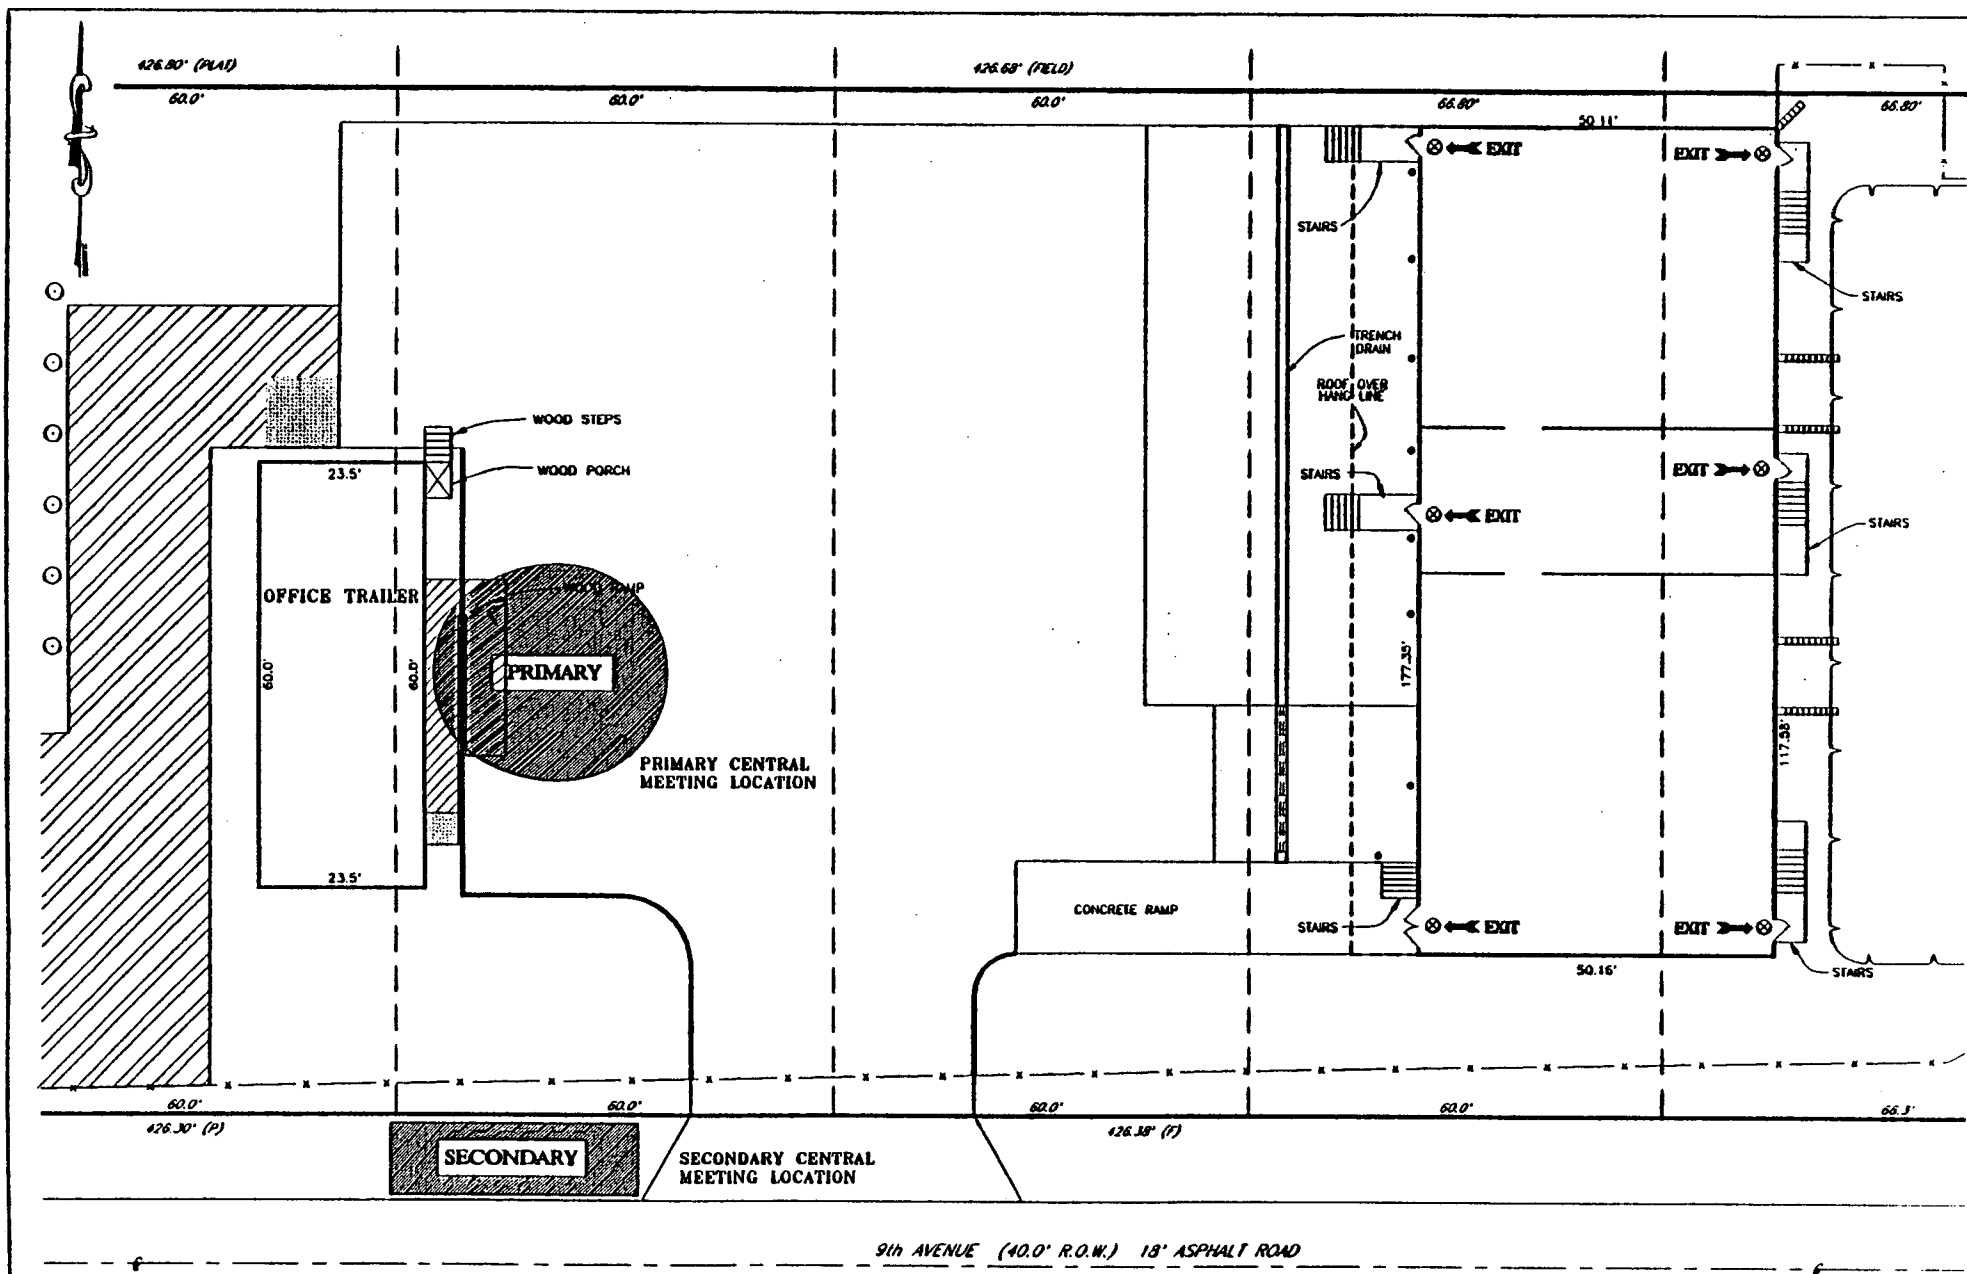 426.80' (PLAT)
426.68' (FIELD)
60.0'
60.0'
60.0'
66.80'
66.80'
50.11'
EXIT
EXIT
STAIRS
STAIRS
TRENCH
DRAIN
ROOF OVER
HANG LINE
WOOD STEPS
WOOD PORCH
23.5'
STAIRS
EXIT
EXIT
STAIRS
OFFICE TRAILER
WOOD RAMP
60.0'
60.0'
PRIMARY
177.35'
117.58'
PRIMARY CENTRAL
MEETING LOCATION
23.5'
CONCRETE RAMP
STAIRS
EXIT
EXIT
50.16'
STAIRS
60.0'
60.0'
60.0'
60.0'
66.3'
426.30' (P)
426.38' (F)
SECONDARY
SECONDARY CENTRAL
MEETING LOCATION
9th AVENUE (40.0' R.O.W.) 18' ASPHALT ROAD